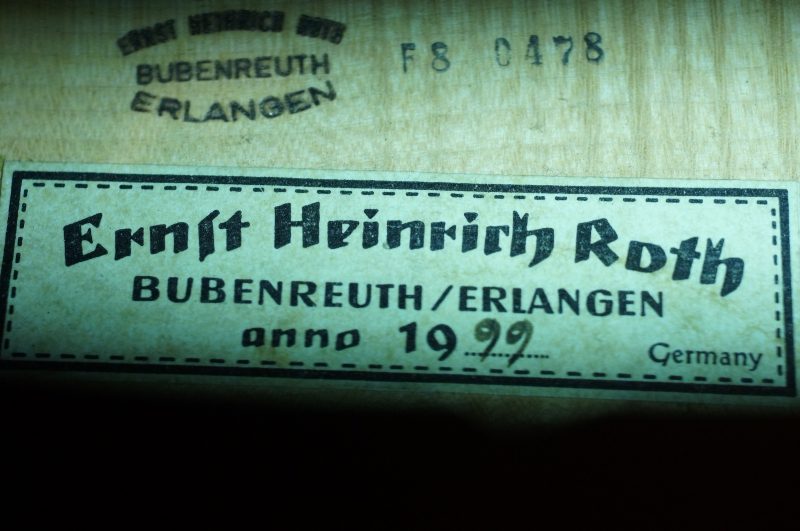 ERNST HEINRICH ROTH
BUBENREUTH
ERLANGEN
F8 0478
Ernſt Heinrich Roth
BUBENREUTH/ERLANGEN
anno 1999
Germany